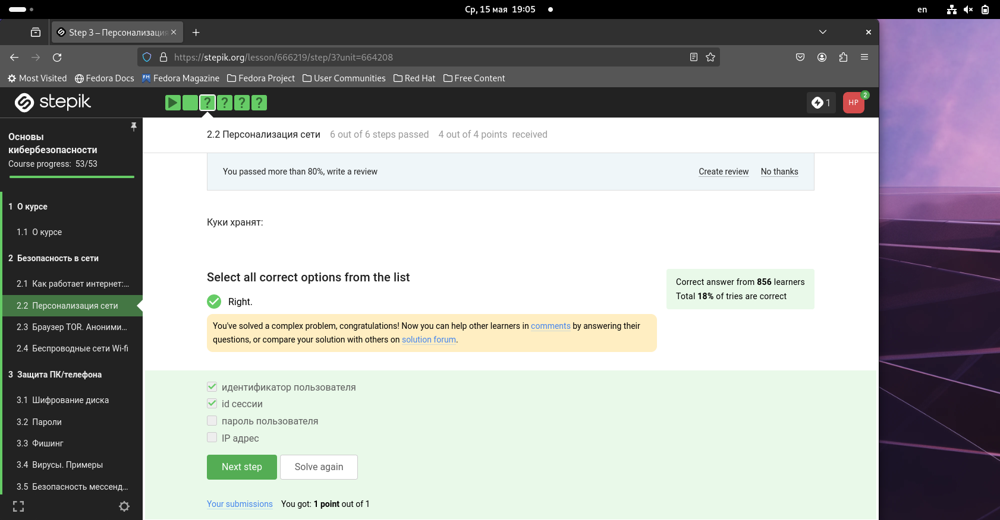 Ср, 15 мая 19:05
en
Step 3 – Персонализация
https://stepik.org/lesson/666219/step/3?unit=664208
Most Visited
Fedora Docs
FM
Fedora Magazine
Fedora Project
User Communities
Red Hat
Free Content
stepik
? ? ? ?
1
HP
2
Основы
кибербезопасности
Course progress: 53/53
1 О курсе
1.1 О курсе
2 Безопасность в сети
2.1 Как работает интернет:...
2.2 Персонализация сети
2.3 Браузер TOR. Аноними...
2.4 Беспроводные сети Wi-fi
3 Защита ПК/телефона
3.1 Шифрование диска
3.2 Пароли
3.3 Фишинг
3.4 Вирусы. Примеры
3.5 Безопасность мессенд...
2.2 Персонализация сети 6 out of 6 steps passed 4 out of 4 points received
You passed more than 80%, write a review
Create review
No thanks
Куки хранят:
Select all correct options from the list
Right.
Correct answer from 856 learners
Total 18% of tries are correct
You've solved a complex problem, congratulations! Now you can help other learners in comments by answering their
questions, or compare your solution with others on solution forum.
идентификатор пользователя
id сессии
пароль пользователя
IP адрес
Next step
Solve again
Your submissions You got: 1 point out of 1